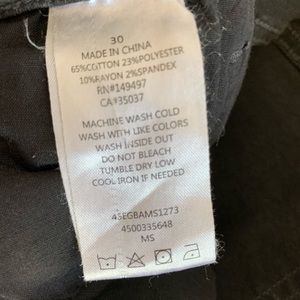 30
MADE IN CHINA
65%COTTON 23%POLYESTER
10%RAYON 2%SPANDEX
RN#149497
CA#35037
MACHINE WASH COLD
WASH WITH LIKE COLORS
WASH INSIDE OUT
DO NOT BLEACH
TUMBLE DRY LOW
COOL IRON IF NEEDED
45EGBAMS1273
4500335648
MS